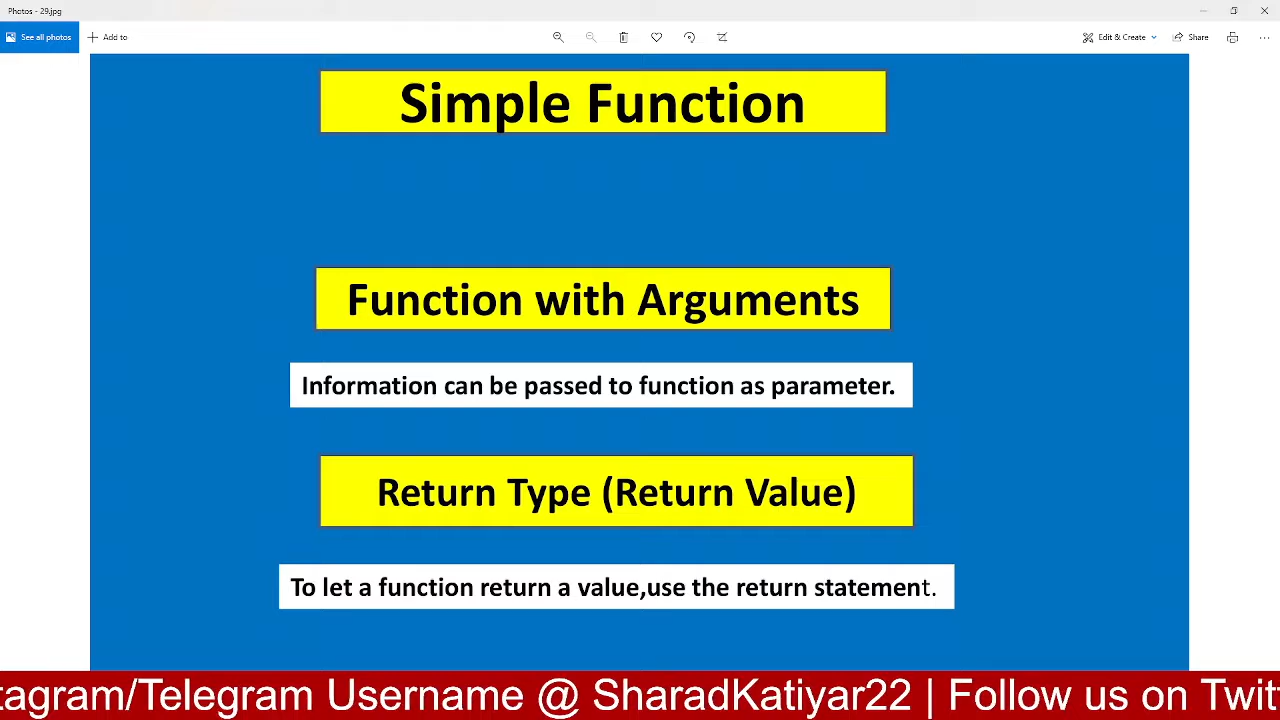 Photos - 29.jpg
See all photos
Add to
Edit & Create
Share
Simple Function
Function with Arguments
Information can be passed to function as parameter.
Return Type (Return Value)
To let a function return a value,use the return statement.
tagram/Telegram Username @ SharadKatiyar22 | Follow us on Twit